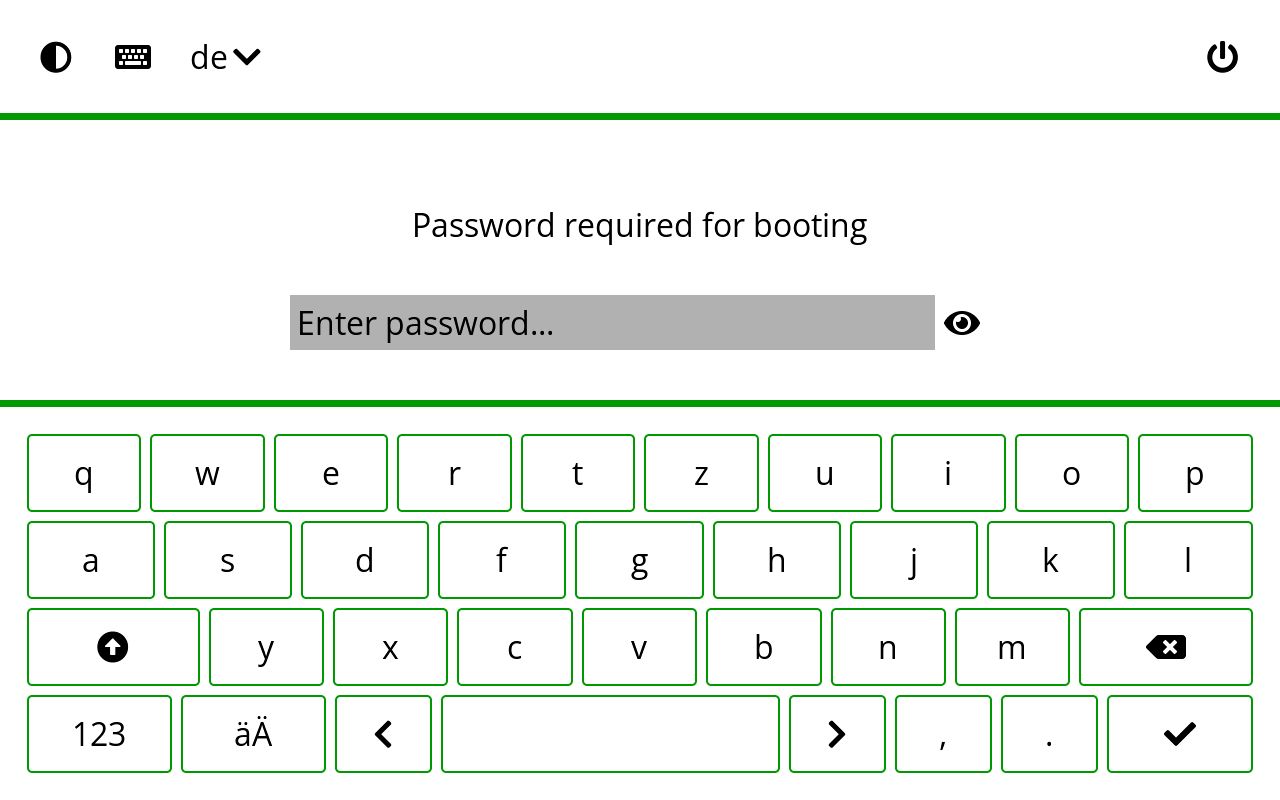 de
Password required for booting
Enter password...
q w e r t z u i o p
a s d f g h j k l
y x c v b n m
123 äÄ , .